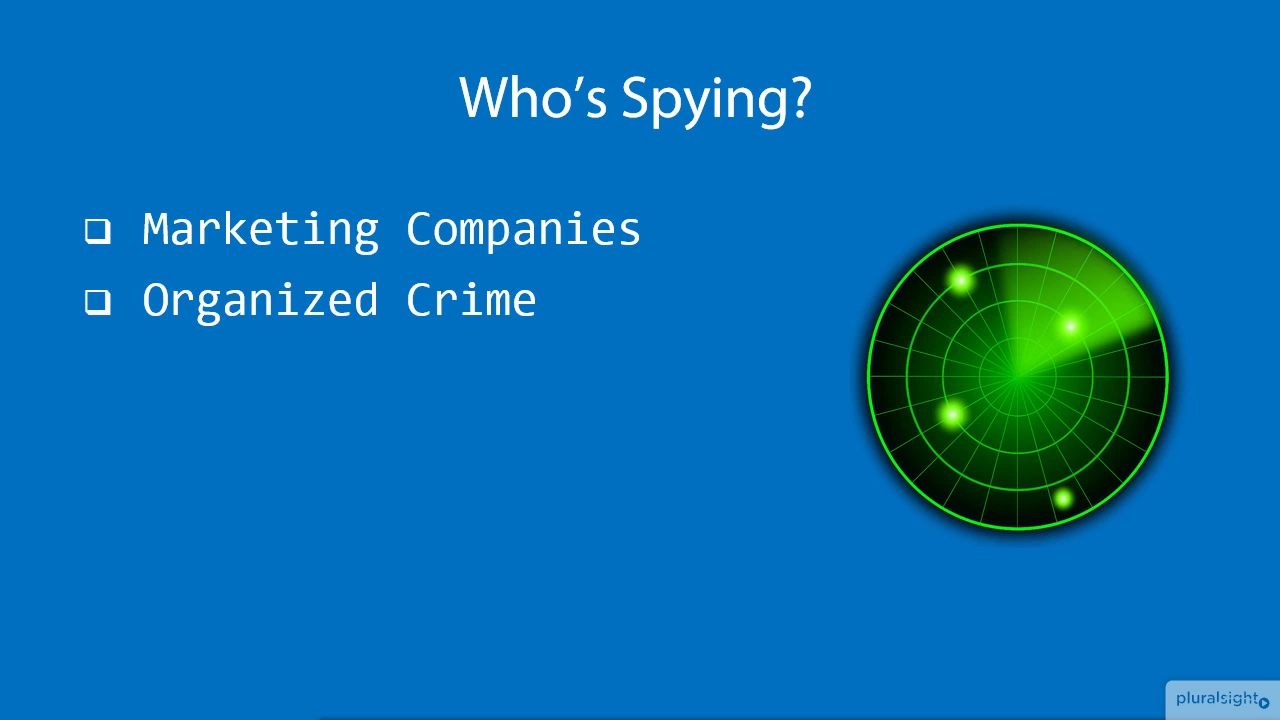 Who’s Spying?
❑ Marketing Companies
❑ Organized Crime
pluralsight